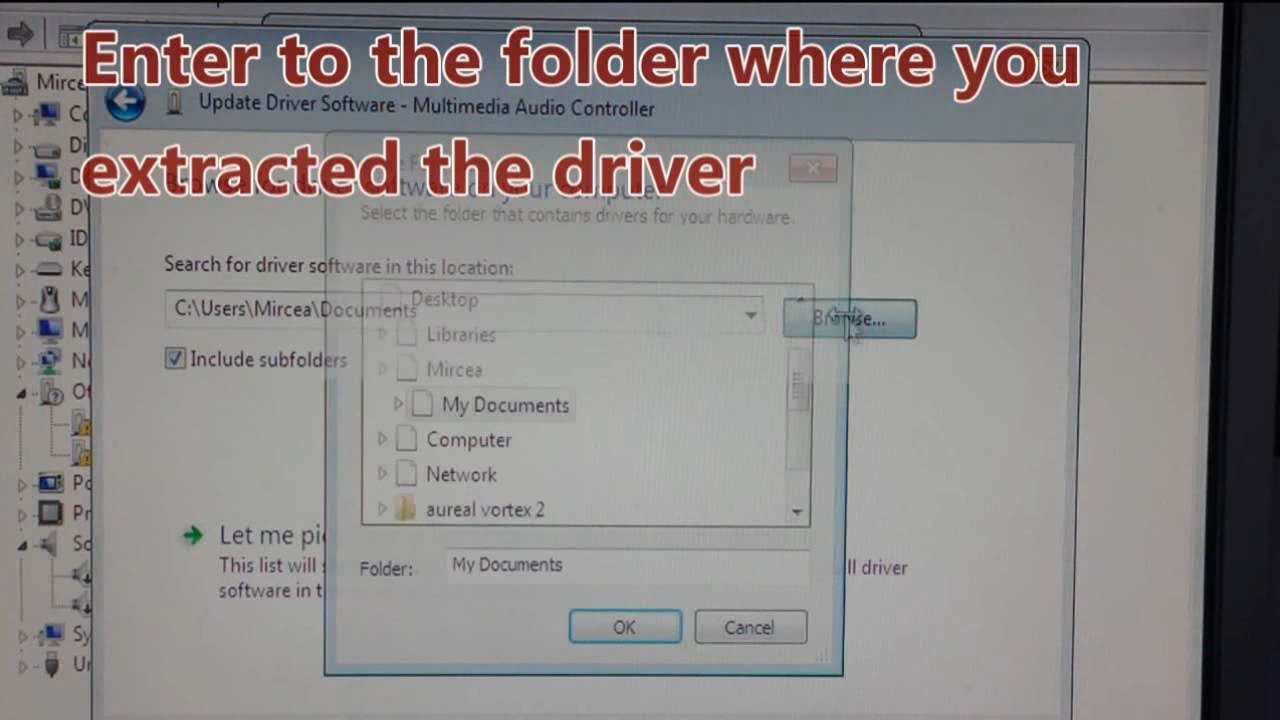 Enter to the folder where you
extracted the driver
Mircea
Update Driver Software - Multimedia Audio Controller
Select the folder that contains drivers for your hardware.
Search for driver software in this location:
C:\Users\Mircea\Documents
Browse...
Include subfolders
Desktop
Libraries
Mircea
My Documents
Computer
Network
aureal vortex 2
Let me
This list will
software in
ll driver
Folder:
My Documents
OK
Cancel